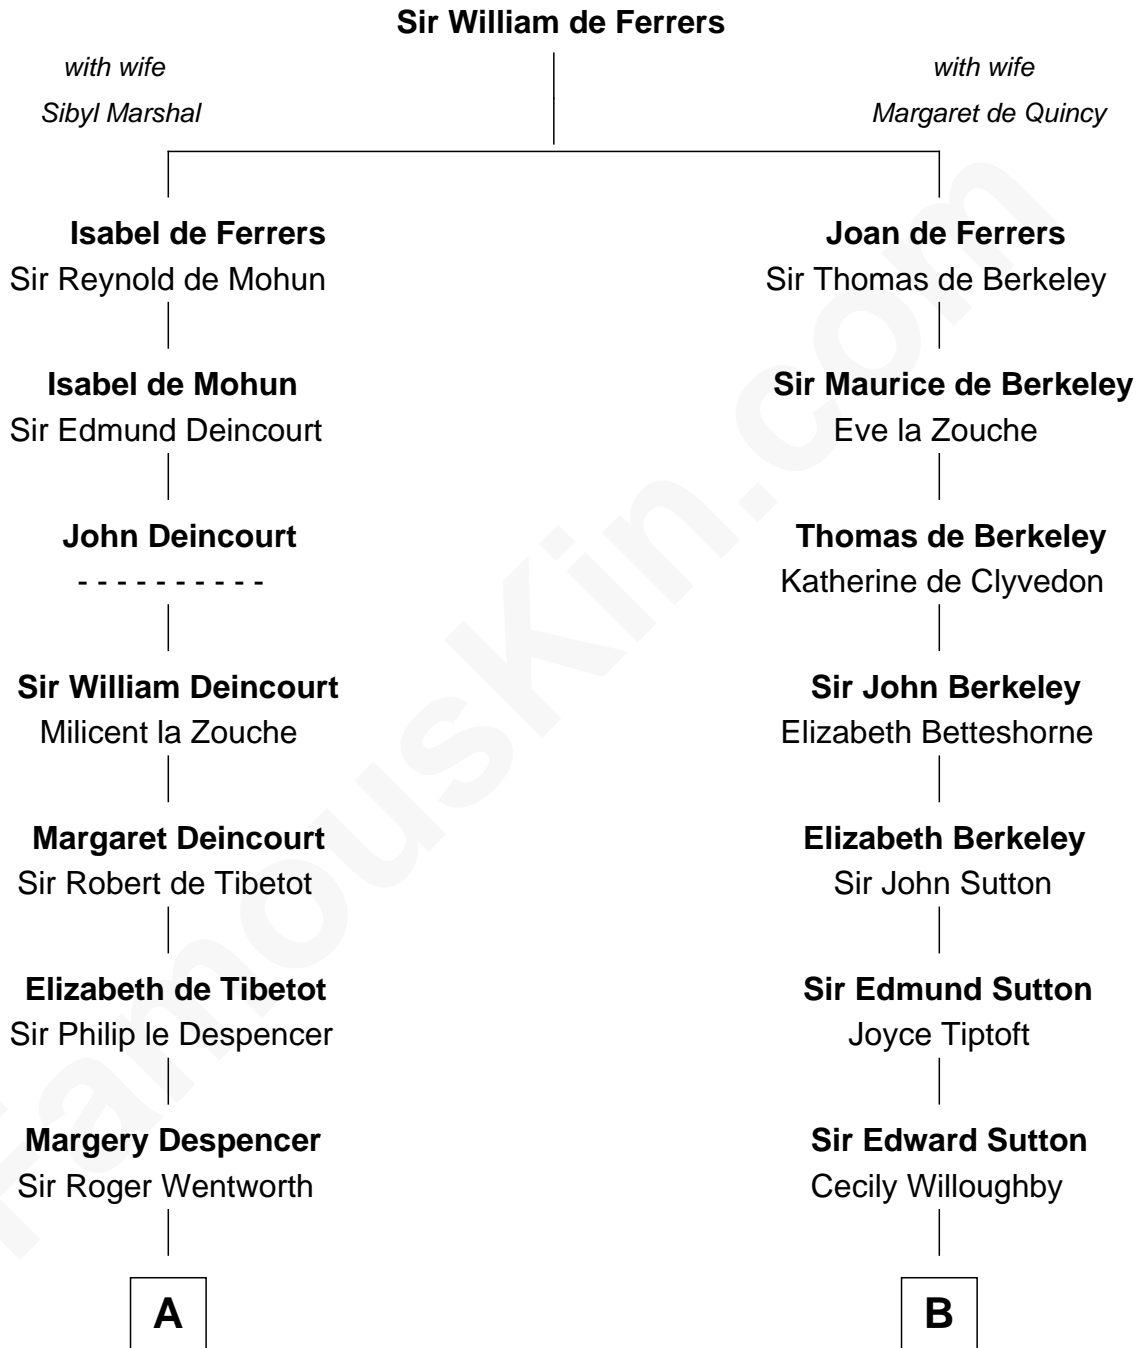 Sir William de Ferrers
with wife
Sibyl Marshal
with wife
Margaret de Quincy
Isabel de Ferrers
Sir Reynold de Mohun
Joan de Ferrers
Sir Thomas de Berkeley
Isabel de Mohun
Sir Edmund Deincourt
Sir Maurice de Berkeley
Eve la Zouche
John Deincourt
- - - - - - - - - -
Thomas de Berkeley
Katherine de Clyvedon
Sir William Deincourt
Milicent la Zouche
Sir John Berkeley
Elizabeth Betteshorne
Margaret Deincourt
Sir Robert de Tibetot
Elizabeth Berkeley
Sir John Sutton
Elizabeth de Tibetot
Sir Philip le Despencer
Sir Edmund Sutton
Joyce Tiptoft
Margery Despencer
Sir Roger Wentworth
Sir Edward Sutton
Cecily Willoughby
A
B
FamousKin.com